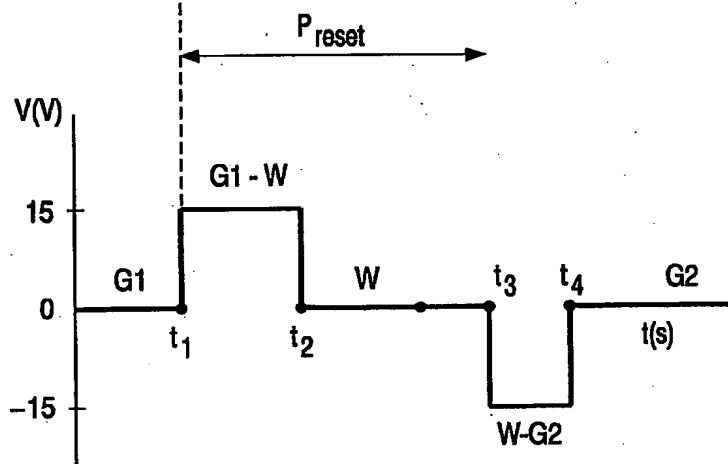 P_reset
V(V)
G1 - W
15
G1
W
t_3
t_4
G2
0
t_1
t_2
t(s)
-15
W-G2